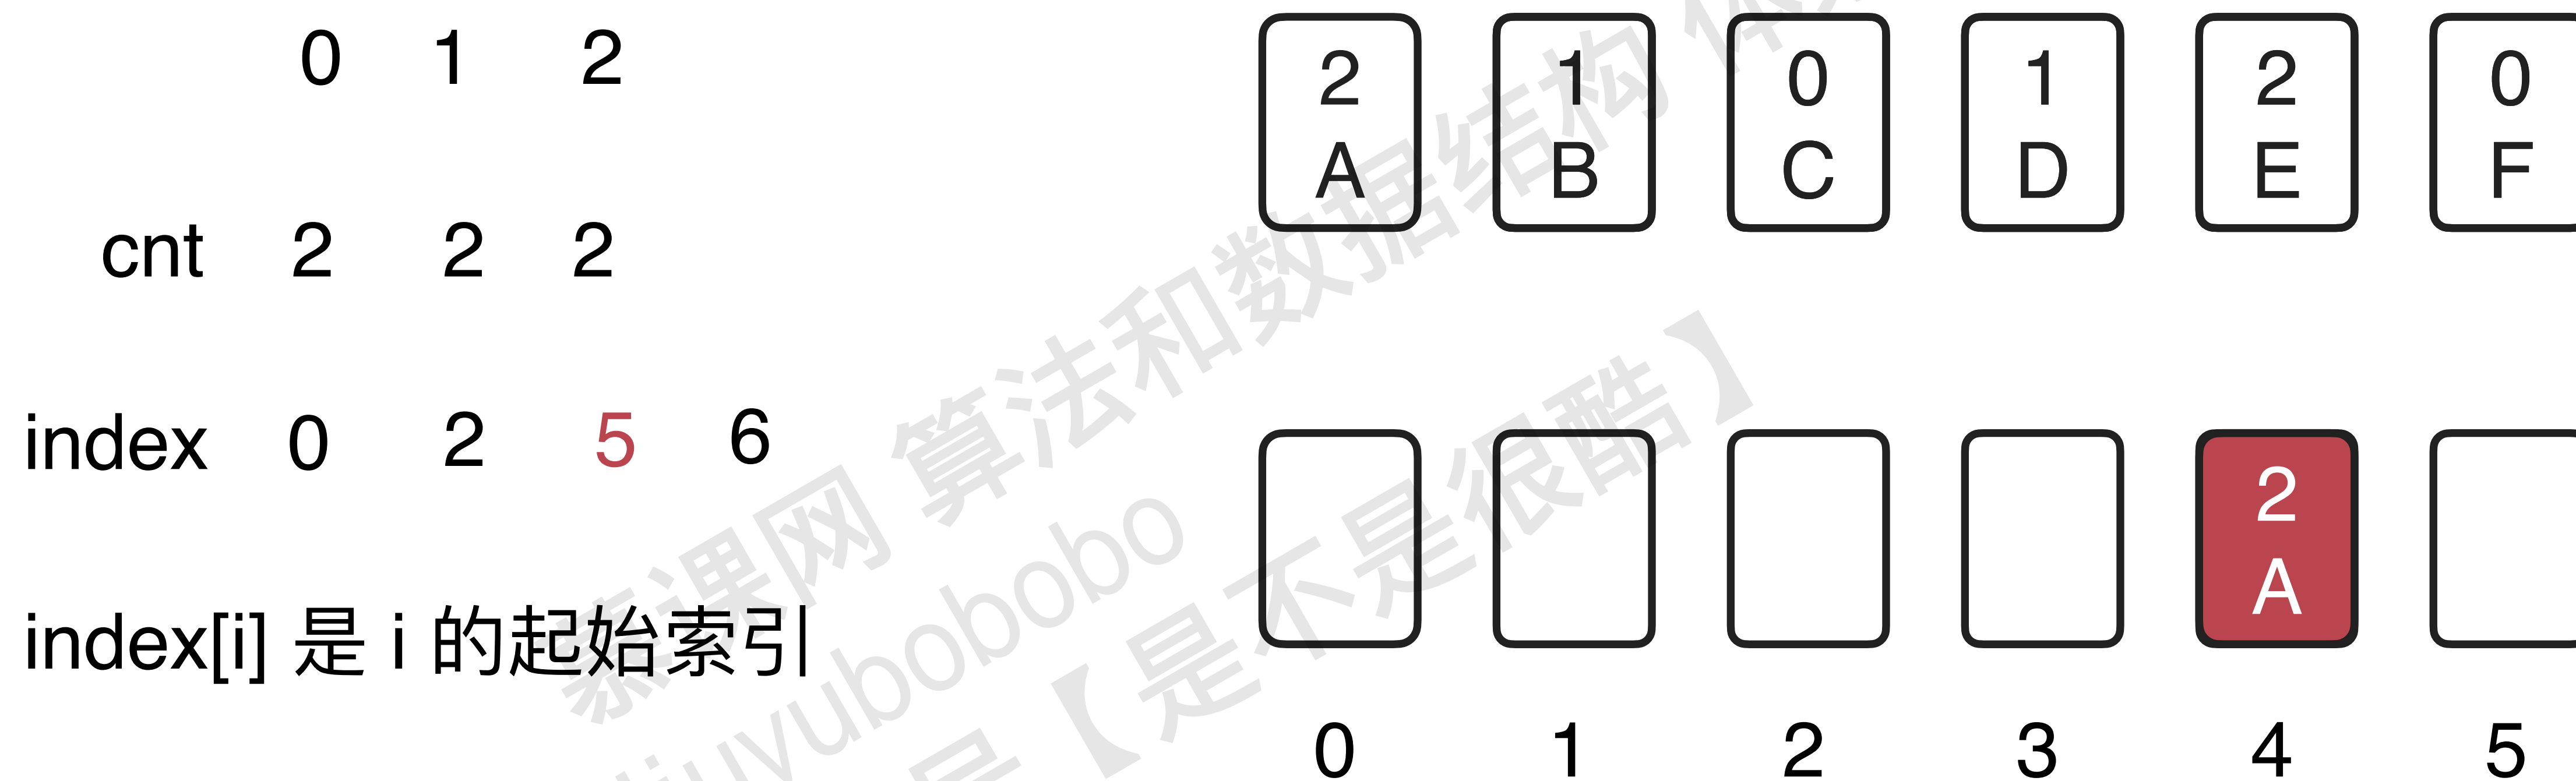 0 1 2
cnt 2 2 2
index 0 2 5 6
index[i] 是 i 的起始索引
2 1 0 1 2 0
A B C D E F
2
A
0 1 2 3 4 5
慕课网 算法和数据结构
liuyubobobo
【是不是很酷】